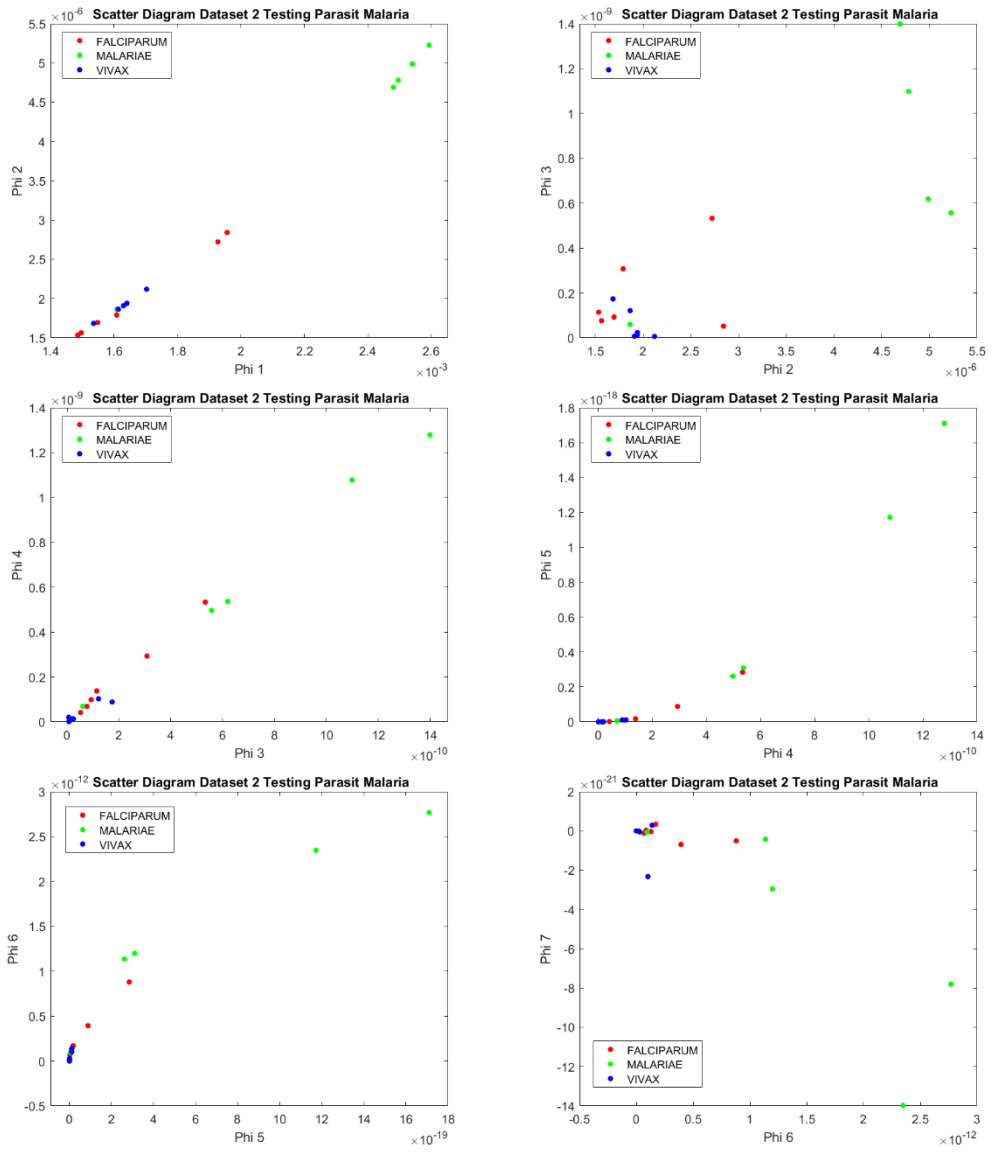 Scatter Diagram Dataset 2 Testing Parasit Malaria
×10^-6
5.5
5
4.5
4
3.5
3
2.5
2
1.5
Phi 2
FALCIPARUM
MALARIAE
VIVAX
1.4 1.6 1.8 2 2.2 2.4 2.6
Phi 1
×10^-3
Scatter Diagram Dataset 2 Testing Parasit Malaria
×10^-9
1.4
1.2
1
0.8
0.6
0.4
0.2
0
Phi 3
FALCIPARUM
MALARIAE
VIVAX
1.5 2 2.5 3 3.5 4 4.5 5 5.5
Phi 2
×10^-6
Scatter Diagram Dataset 2 Testing Parasit Malaria
×10^-9
1.4
1.2
1
0.8
0.6
0.4
0.2
0
Phi 4
FALCIPARUM
MALARIAE
VIVAX
0 2 4 6 8 10 12 14
Phi 3
×10^-10
Scatter Diagram Dataset 2 Testing Parasit Malaria
×10^-18
1.8
1.6
1.4
1.2
1
0.8
0.6
0.4
0.2
0
Phi 5
FALCIPARUM
MALARIAE
VIVAX
0 2 4 6 8 10 12 14
Phi 4
×10^-10
Scatter Diagram Dataset 2 Testing Parasit Malaria
×10^-12
3
2.5
2
1.5
1
0.5
0
-0.5
Phi 6
FALCIPARUM
MALARIAE
VIVAX
0 2 4 6 8 10 12 14 16 18
Phi 5
×10^-19
Scatter Diagram Dataset 2 Testing Parasit Malaria
×10^-21
2
0
-2
-4
-6
-8
-10
-12
-14
Phi 7
FALCIPARUM
MALARIAE
VIVAX
-0.5 0 0.5 1 1.5 2 2.5 3
Phi 6
×10^-12